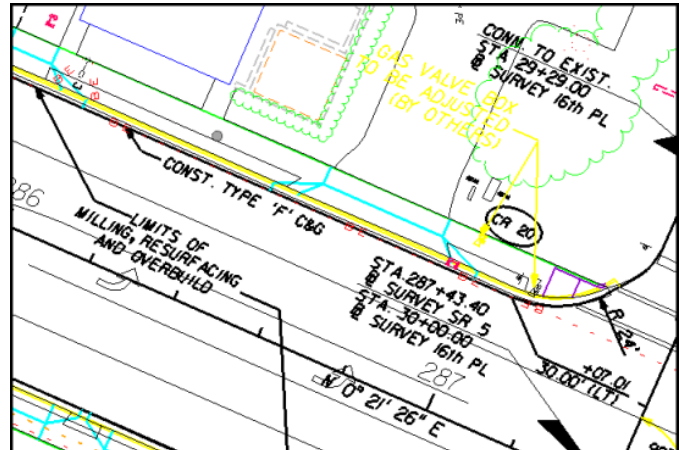 CONN. TO EXIST.
STA. 29+29.00
℄ SURVEY 16th PL
GAS VALVE BOX
TO BE ADJUSTED
(BY OTHERS)
CONST. TYPE 'F' C&G
CR 20
286
LIMITS OF
MILLING, RESURFACING
AND OVERBUILD
STA. 287+43.40
℄ SURVEY SR 5
STA. 30+00.00
℄ SURVEY 16th PL
R 24'
+07.01
30.00' (LT)
287
N 0° 21' 26" E